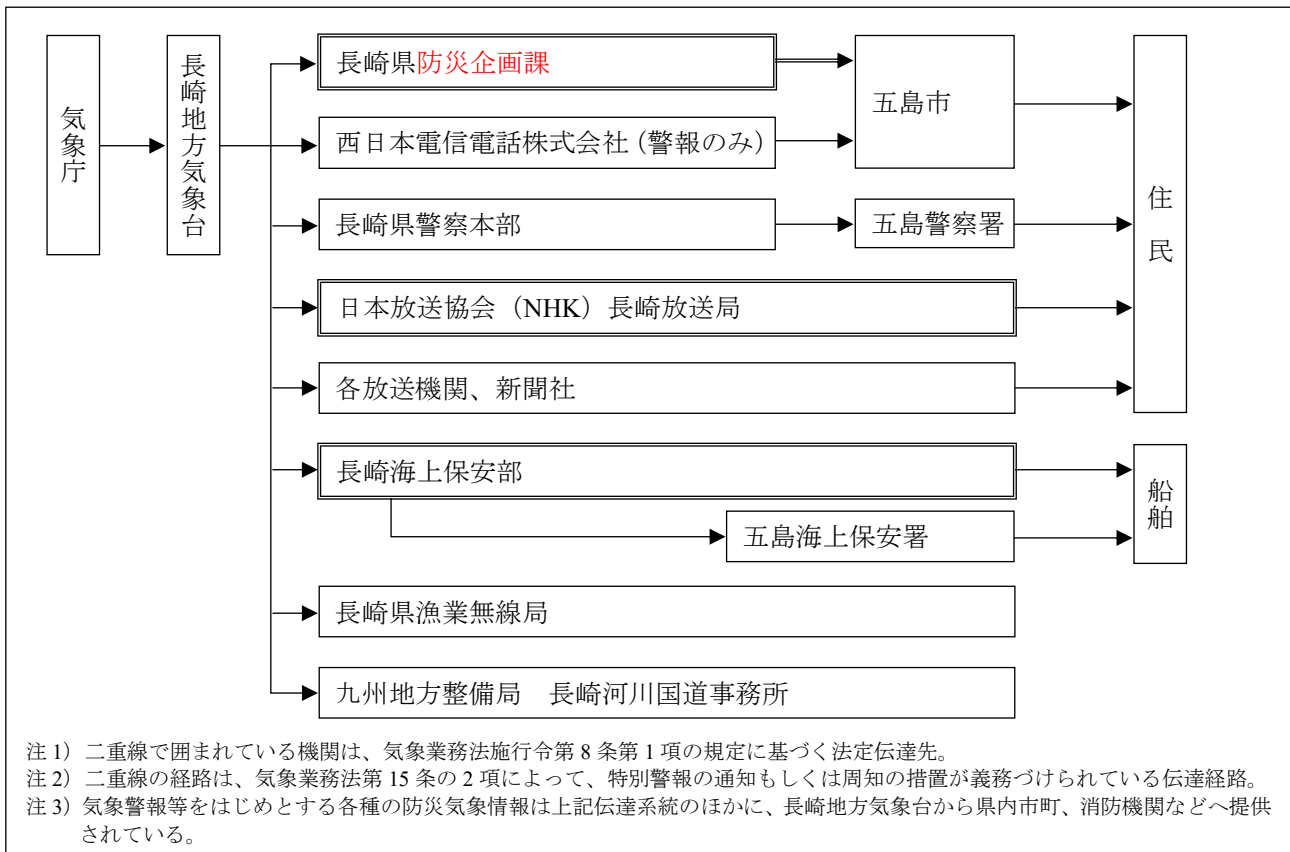 気象庁
長崎地方気象台
長崎県防災企画課
西日本電信電話株式会社（警報のみ）
五島市
長崎県警察本部
五島警察署
日本放送協会（NHK）長崎放送局
各放送機関、新聞社
住民
長崎海上保安部
五島海上保安署
船舶
長崎県漁業無線局
九州地方整備局　長崎河川国道事務所
注 1）二重線で囲まれている機関は、気象業務法施行令第 8 条第 1 項の規定に基づく法定伝達先。
注 2）二重線の経路は、気象業務法第 15 条の 2 項によって、特別警報の通知もしくは周知の措置が義務づけられている伝達経路。
注 3）気象警報等をはじめとする各種の防災気象情報は上記伝達系統のほかに、長崎地方気象台から県内市町、消防機関などへ提供
されている。